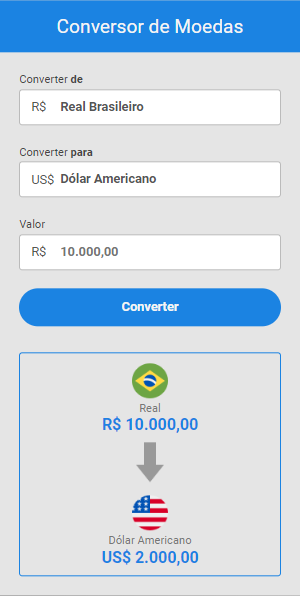 Conversor de Moedas
Converter de
R$ Real Brasileiro
Converter para
US$ Dólar Americano
Valor
R$ 10.000,00
Converter
Real
R$ 10.000,00
Dólar Americano
US$ 2.000,00